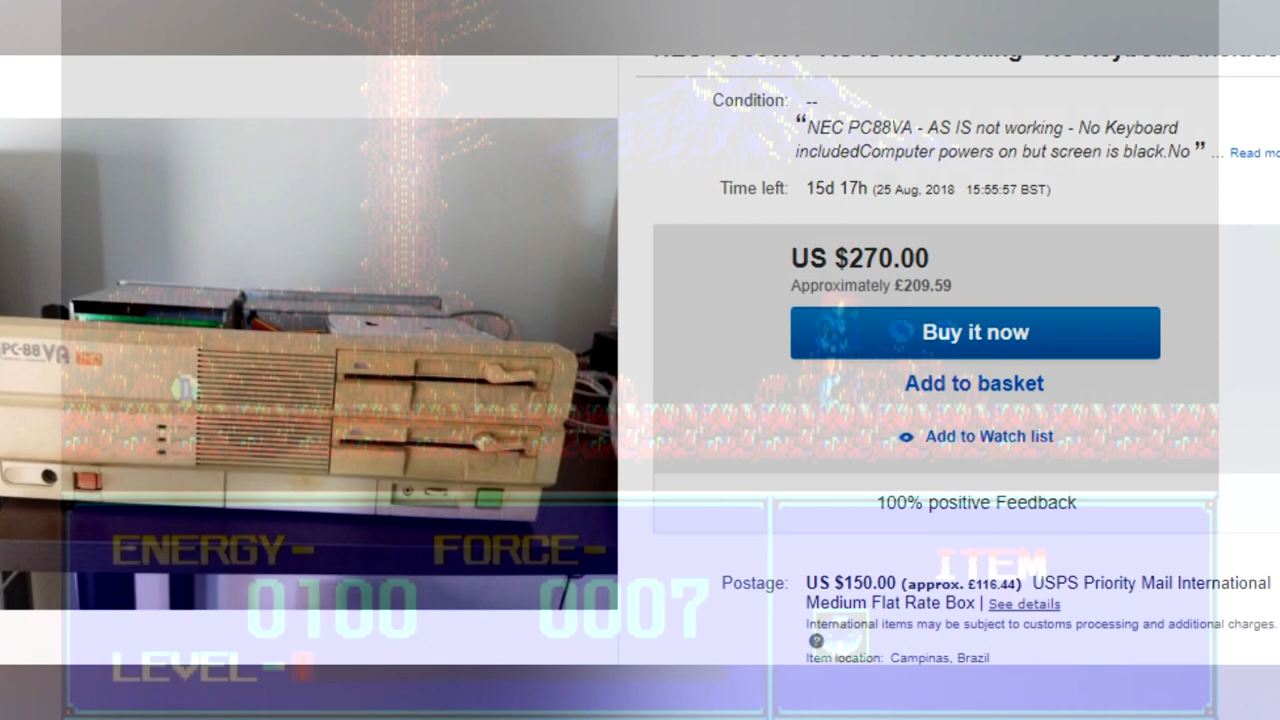 Condition: --
“NEC PC88VA - AS IS not working - No Keyboard
includedComputer powers on but screen is black.No ” ... Read mo
Time left: 15d 17h (25 Aug, 2018 15:55:57 BST)
US $270.00
Approximately £209.59
Buy it now
Add to basket
Add to Watch list
PC-88 VA
100% positive Feedback
ENERGY-
FORCE-
ITEM
0100
0007
LEVEL-
Postage: US $150.00 (approx. £116.44) USPS Priority Mail International
Medium Flat Rate Box | See details
International items may be subject to customs processing and additional charges.
?
Item location: Campinas, Brazil